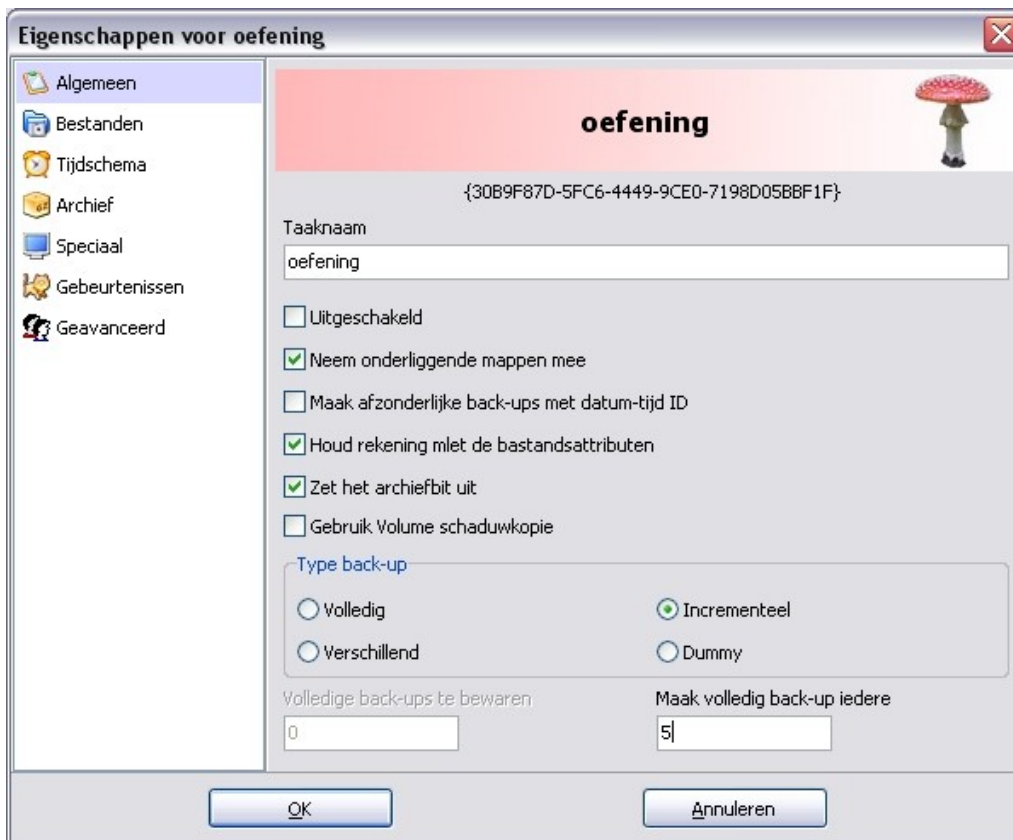 Eigenschappen voor oefening
Algemeen
Bestanden
Tijdschema
Archief
Speciaal
Gebeurtenissen
Geavanceerd
oefening
{30B9F87D-5FC6-4449-9CE0-7198D05BBF1F}
Taaknaam
oefening
Uitgeschakeld
Neem onderliggende mappen mee
Maak afzonderlijke back-ups met datum-tijd ID
Houd rekening mlet de bastandsattributen
Zet het archiefbit uit
Gebruik Volume schaduwkopie
Type back-up
Volledig
Incrementeel
Verschillend
Dummy
Volledige back-ups te bewaren
Maak volledig back-up iedere
0
5
OK
Annuleren